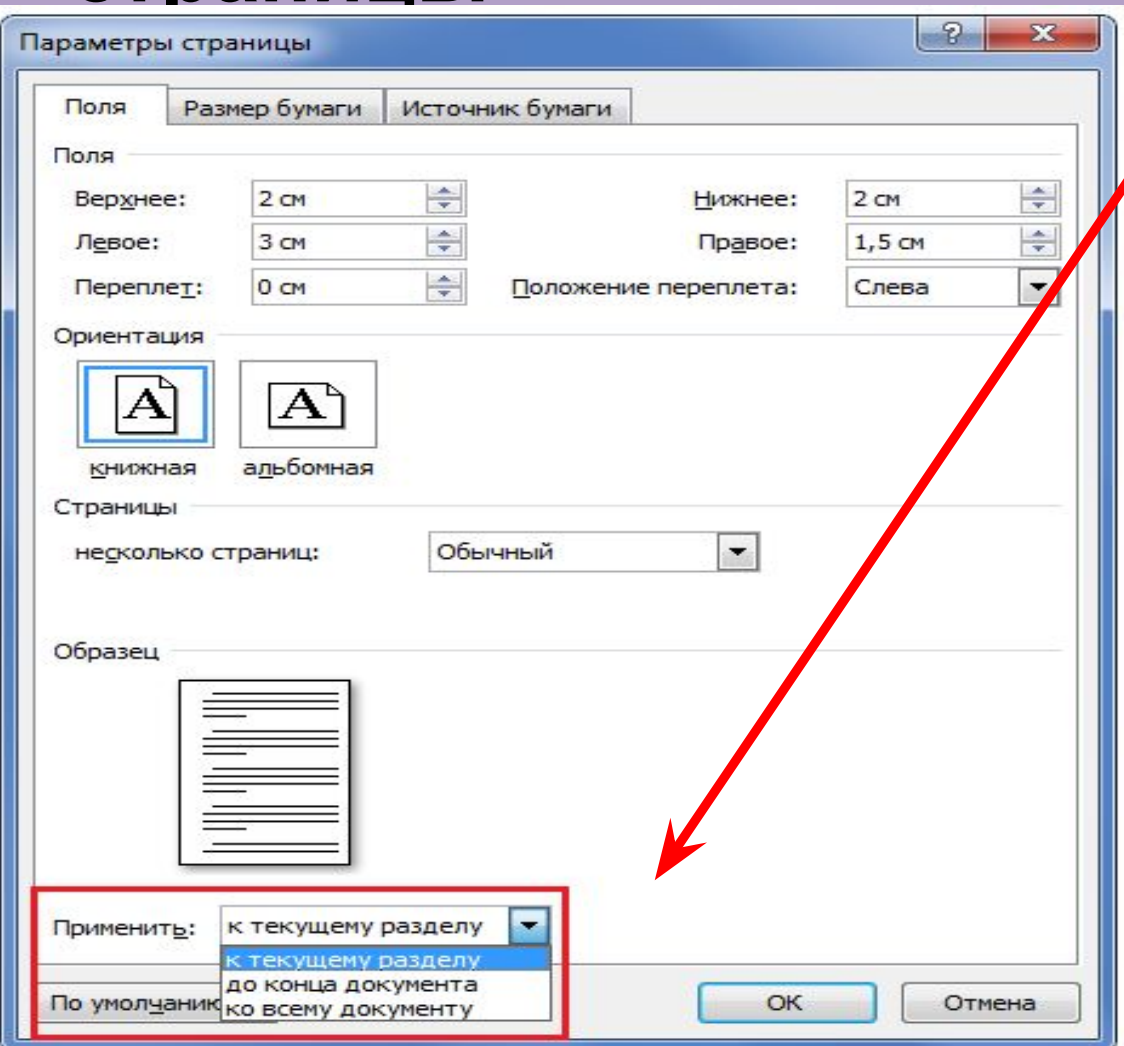 страницы
Параметры страницы
Поля Размер бумаги Источник бумаги
Поля
Верхнее: 2 см Нижнее: 2 см
Левое: 3 см Правое: 1,5 см
Переплет: 0 см Положение переплета: Слева
Ориентация
A A
книжная альбомная
Страницы
несколько страниц: Обычный
Образец
Применить: к текущему разделу
к текущему разделу
до конца документа
По умолчанию ко всему документу ОК Отмена